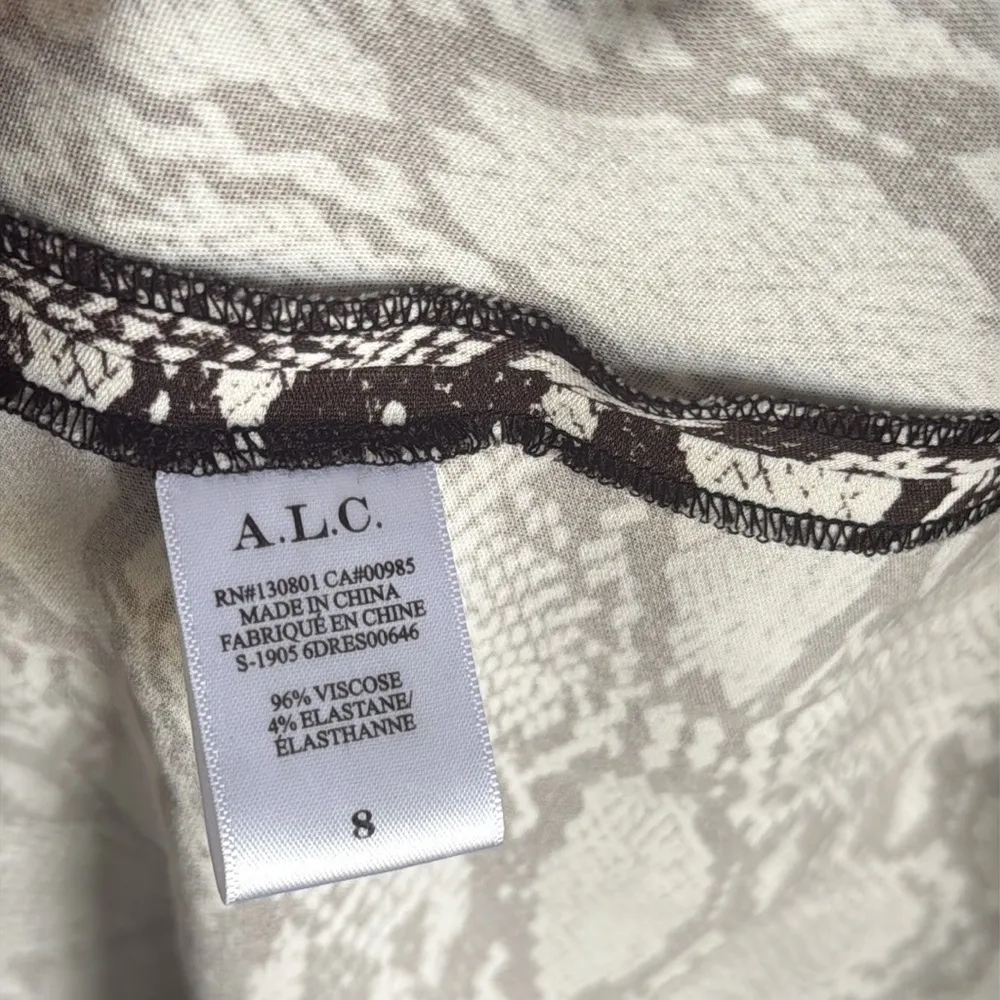 A.L.C.
RN#130801 CA#00985
MADE IN CHINA
FABRIQUÉ EN CHINE
S-1905 6DRES00646
96% VISCOSE
4% ELASTANE/
ÉLASTHANNE
8